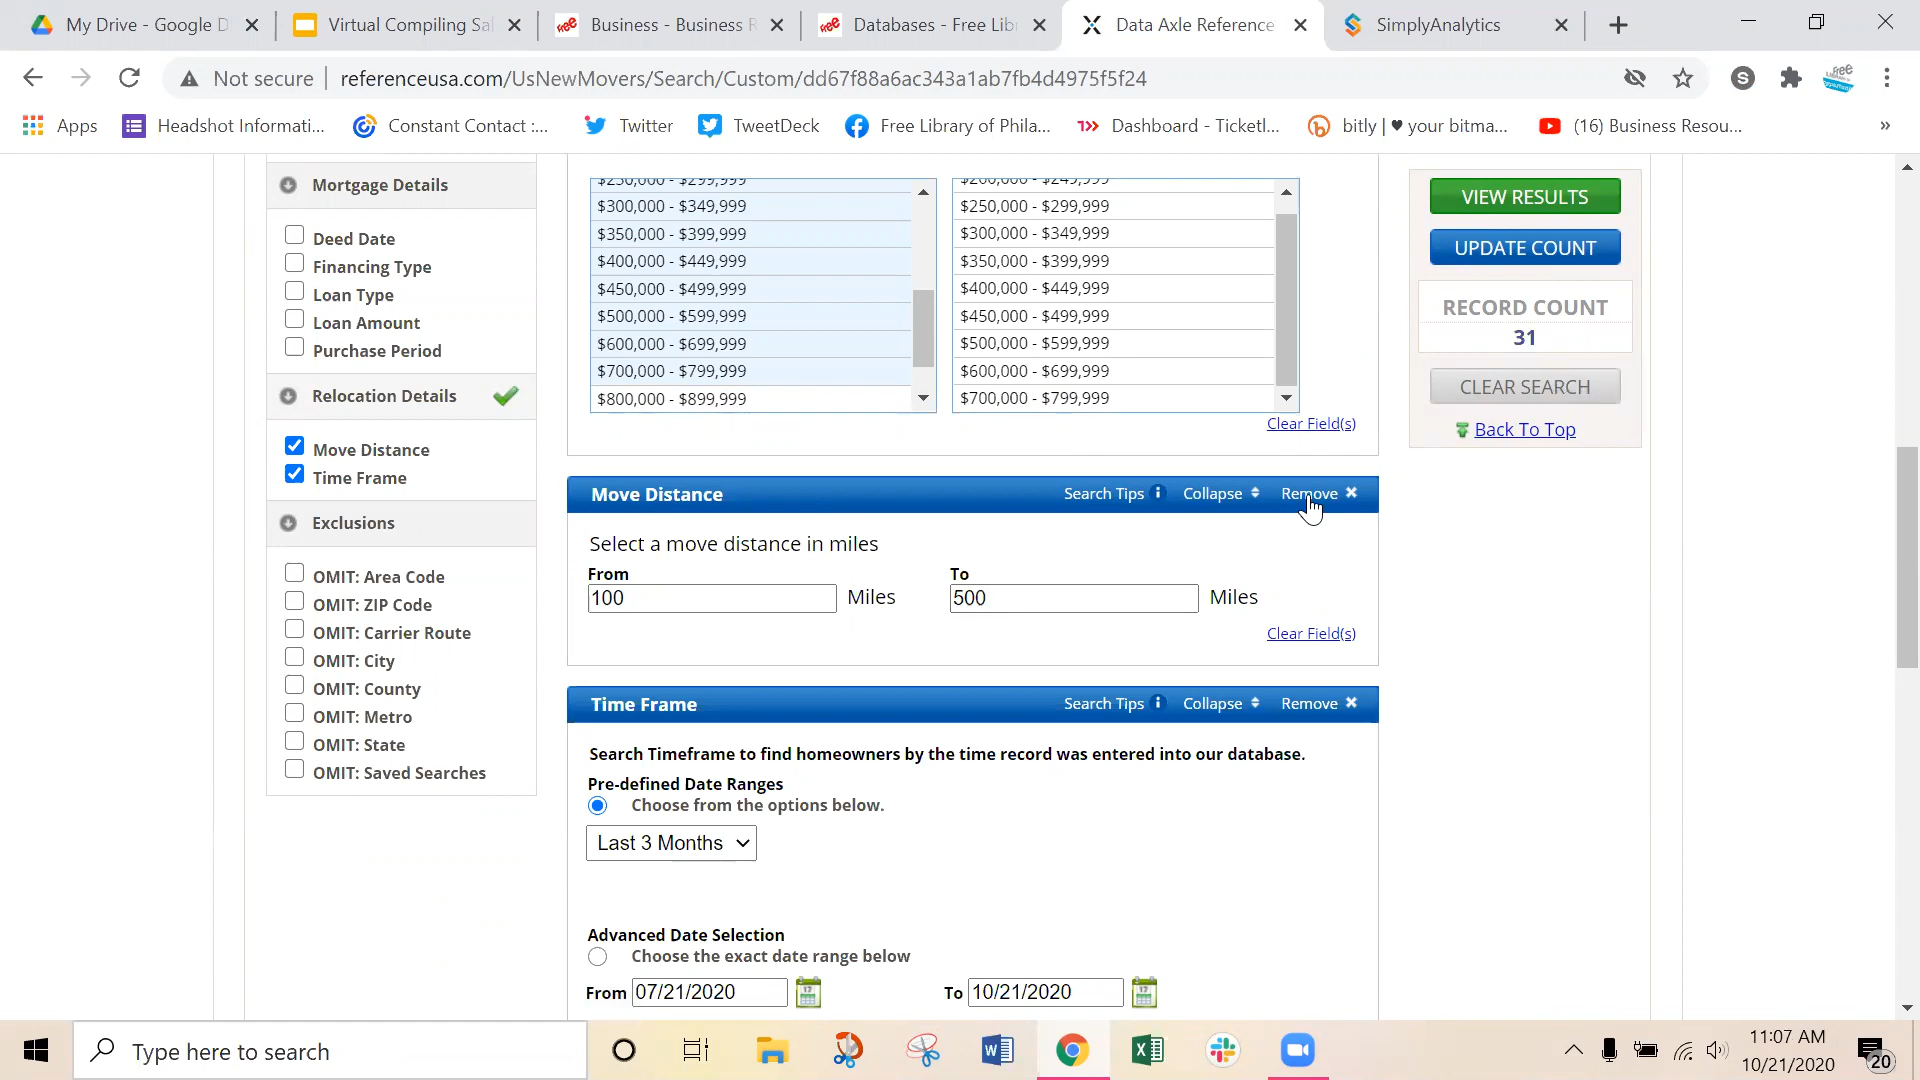 My Drive - Google D
Virtual Compiling Sal
Business - Business R
Databases - Free Libr
Data Axle Reference
SimplyAnalytics
Not secure | referenceusa.com/UsNewMovers/Search/Custom/dd67f88a6ac343a1ab7fb4d4975f5f24
Apps
Headshot Informati...
Constant Contact :...
Twitter
TweetDeck
Free Library of Phila...
Dashboard - Ticketl...
bitly | ♥ your bitma...
(16) Business Resou...
»
Mortgage Details
Deed Date
Financing Type
Loan Type
Loan Amount
Purchase Period
Relocation Details
Move Distance
Time Frame
Exclusions
OMIT: Area Code
OMIT: ZIP Code
OMIT: Carrier Route
OMIT: City
OMIT: County
OMIT: Metro
OMIT: State
OMIT: Saved Searches
$250,000 - $299,999
$300,000 - $349,999
$350,000 - $399,999
$400,000 - $449,999
$450,000 - $499,999
$500,000 - $599,999
$600,000 - $699,999
$700,000 - $799,999
$800,000 - $899,999
$200,000 - $249,999
$250,000 - $299,999
$300,000 - $349,999
$350,000 - $399,999
$400,000 - $449,999
$450,000 - $499,999
$500,000 - $599,999
$600,000 - $699,999
$700,000 - $799,999
Clear Field(s)
Move Distance Search Tips Collapse Remove
Select a move distance in miles
From To
100 Miles 500 Miles
Clear Field(s)
Time Frame Search Tips Collapse Remove
Search Timeframe to find homeowners by the time record was entered into our database.
Pre-defined Date Ranges
Choose from the options below.
Last 3 Months
Advanced Date Selection
Choose the exact date range below
From 07/21/2020 To 10/21/2020
VIEW RESULTS
UPDATE COUNT
RECORD COUNT
31
CLEAR SEARCH
Back To Top
Type here to search
11:07 AM
10/21/2020
20